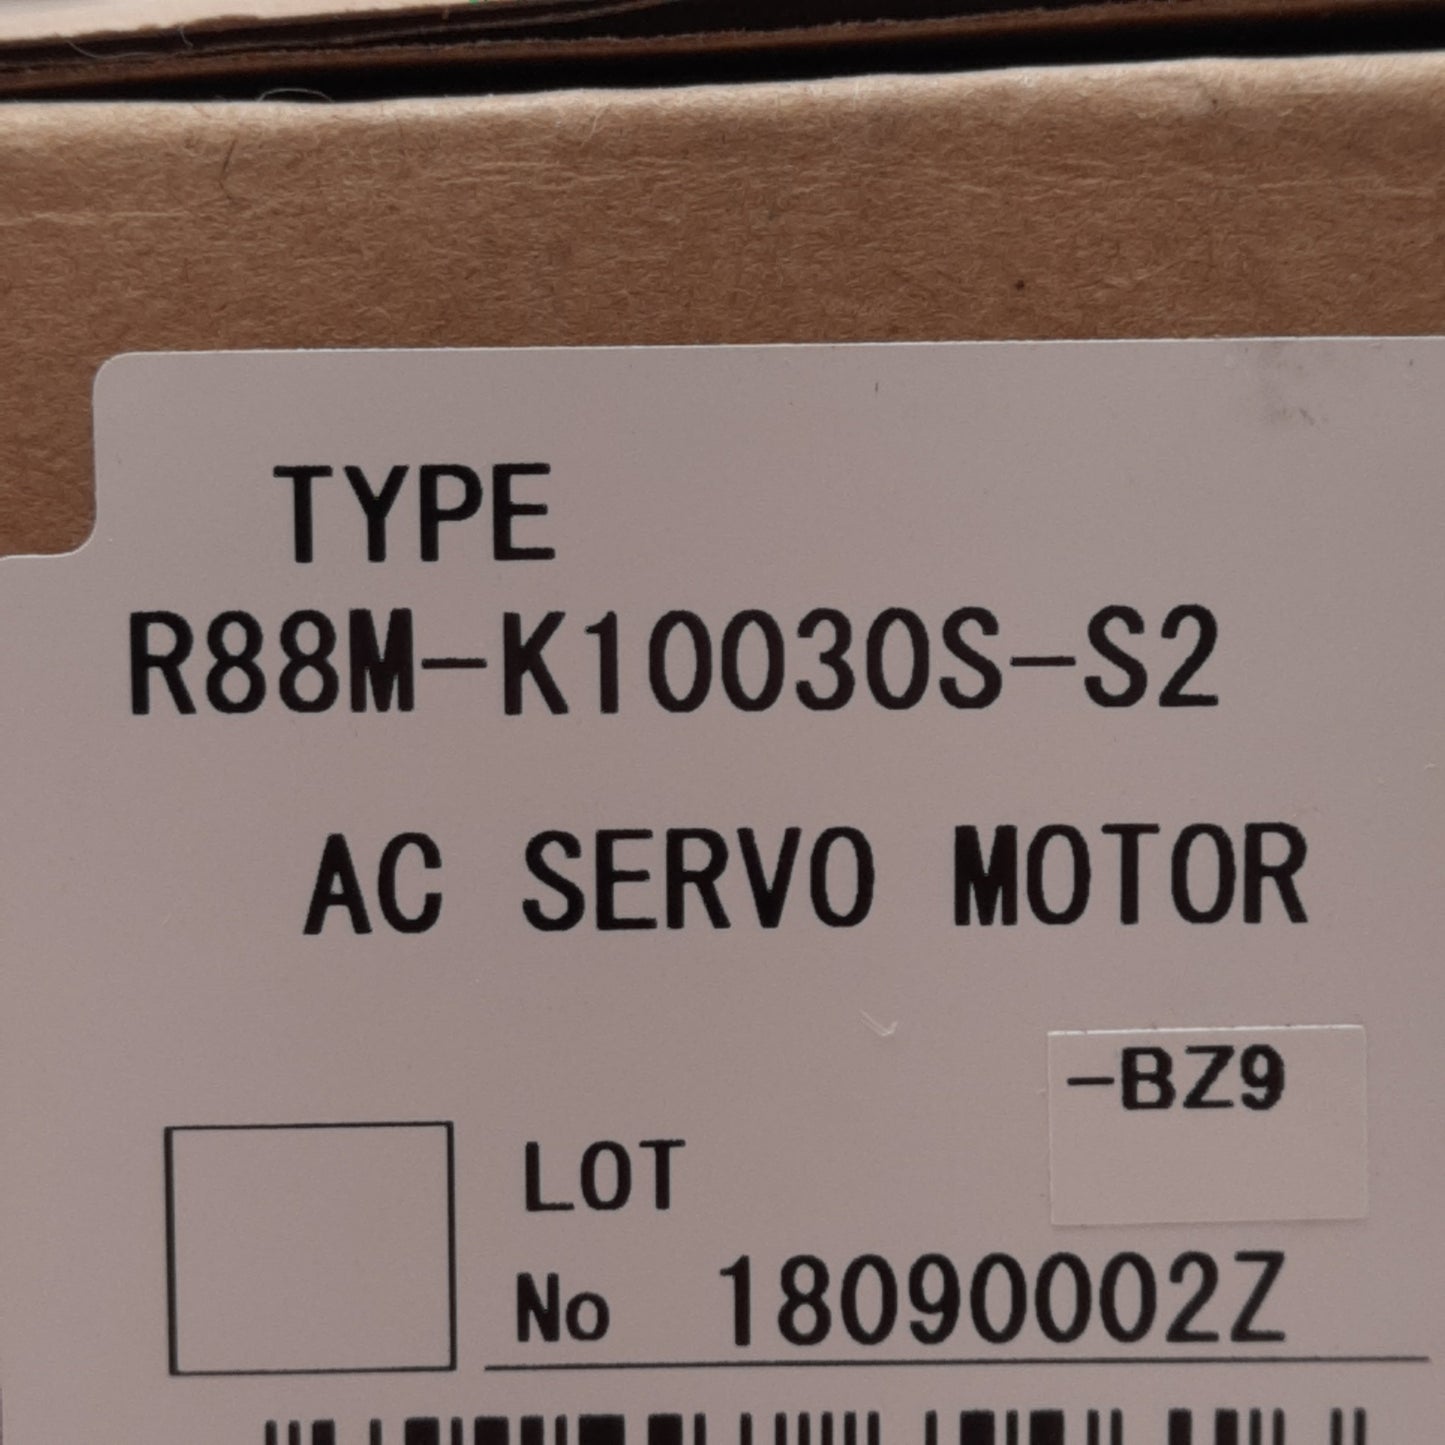 TYPE
R88M-K10030S-S2
AC SERVO MOTOR
-BZ9
LOT
No 18090002Z